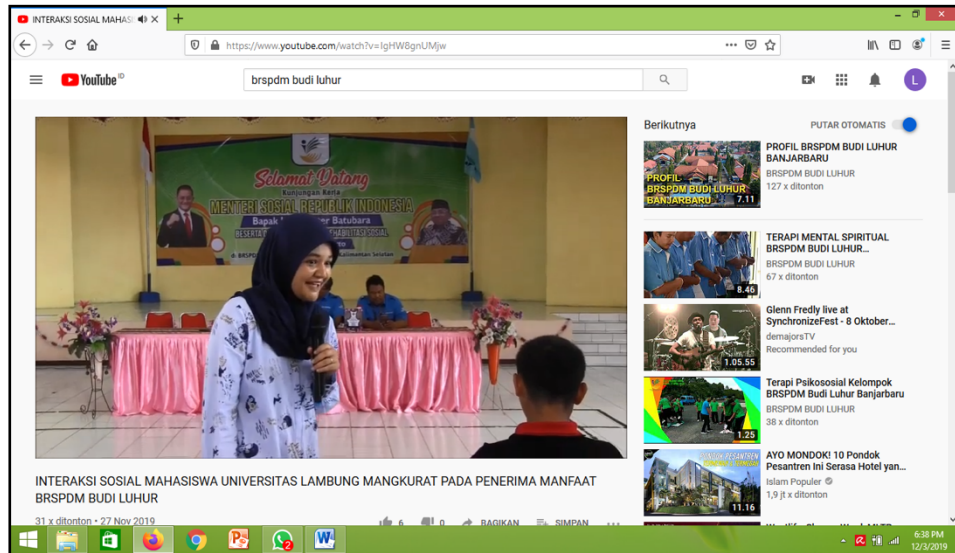 INTERAKSI SOSIAL MAHASI
https://www.youtube.com/watch?v=IgHW8gnUMjw
YouTube ID
brspdm budi luhur
L
Selamat Datang
Kunjungan Kerja
MENTERI SOSIAL REPUBLIK INDONESIA
Batubara
INTERAKSI SOSIAL MAHASISWA UNIVERSITAS LAMBUNG MANGKURAT PADA PENERIMA MANFAAT
BRSPDM BUDI LUHUR
31 x ditonton • 27 Nov 2019
6
0
BAGIKAN
SIMPAN
Berikutnya
PUTAR OTOMATIS
PROFIL
BRSPDM BUDI LUHUR
BANJARBARU
7.11
PROFIL BRSPDM BUDI LUHUR
BANJARBARU
BRSPDM BUDI LUHUR
127 x ditonton
8.46
TERAPI MENTAL SPIRITUAL
BRSPDM BUDI LUHUR...
BRSPDM BUDI LUHUR
67 x ditonton
1.05.55
Glenn Fredly live at
SynchronizeFest - 8 Oktober...
demajorsTV
Recommended for you
1.25
Terapi Psikososial Kelompok
BRSPDM Budi Luhur Banjarbaru
BRSPDM BUDI LUHUR
38 x ditonton
PONDOK PESANTREN
11.16
AYO MONDOK! 10 Pondok
Pesantren Ini Serasa Hotel yan...
Islam Populer
1,9 jt x ditonton
6:38 PM
12/3/2019